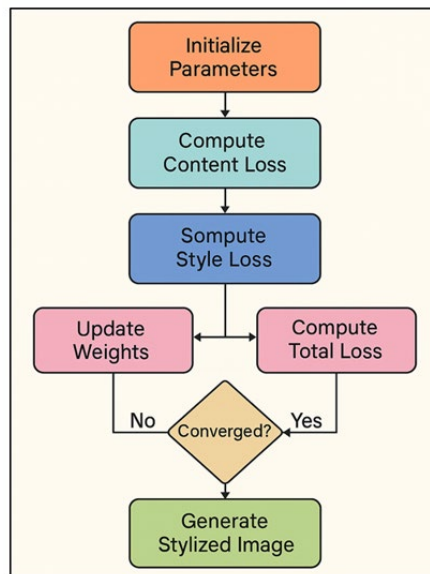 Initialize
Parameters
Compute
Content Loss
Sompute
Style Loss
Update
Weights
Compute
Total Loss
No
Converged?
Yes
Generate
Stylized Image